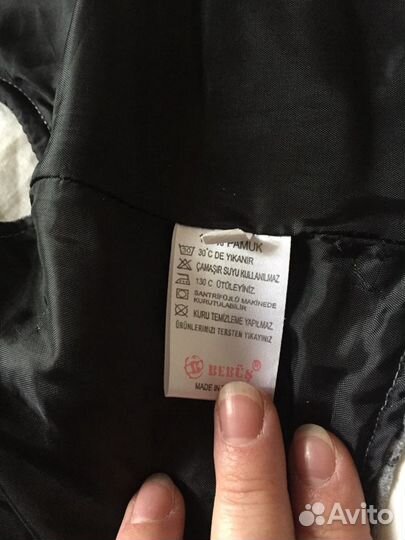 PAMUK
30°C DE YIKANIR
ÇAMAŞIR SUYU KULLANILMAZ
130 C ÜTÜLEYİNİZ
SANTRİFÜJLÜ MAKİNEDE
KURUTULABİLİR
KURU TEMİZLEME YAPILMAZ
ÜRÜNLERİMİZİ TERSTEN YIKAYINIZ
BEBÜŞ ®
MADE IN
Avito